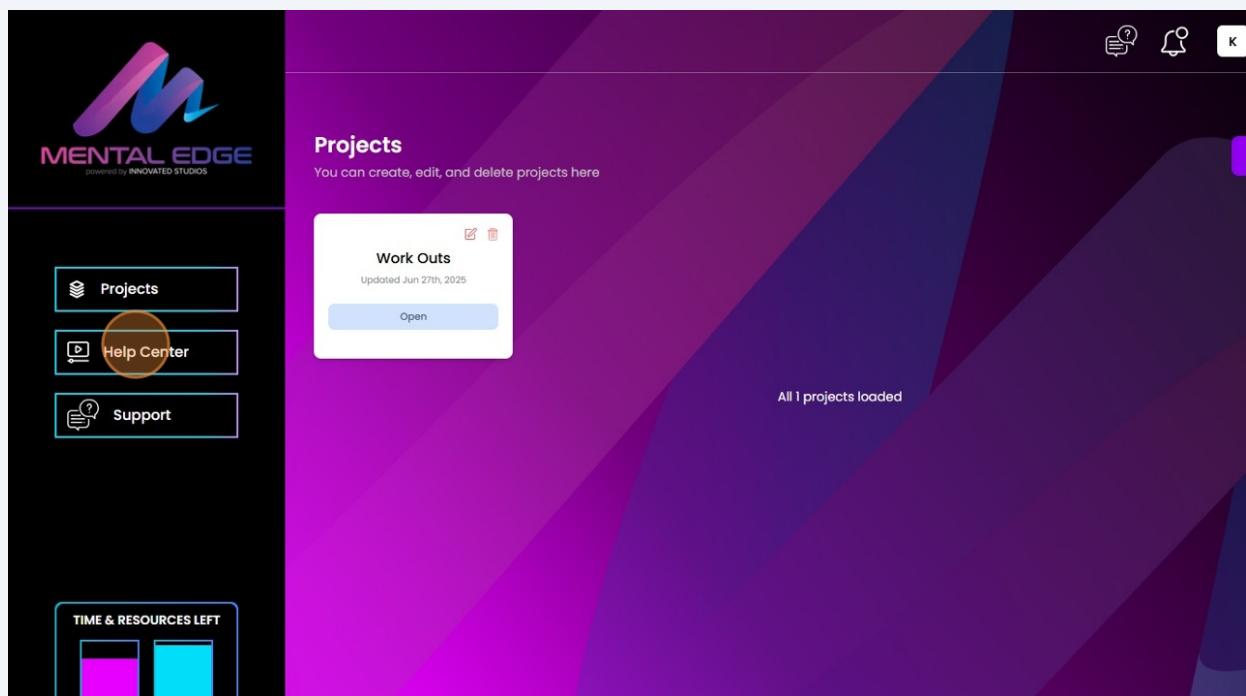 MENTAL EDGE
powered by INNOVATED STUDIOS
Projects
Help Center
Support
TIME & RESOURCES LEFT
K
Projects
You can create, edit, and delete projects here
Work Outs
Updated Jun 27th, 2025
Open
All 1 projects loaded